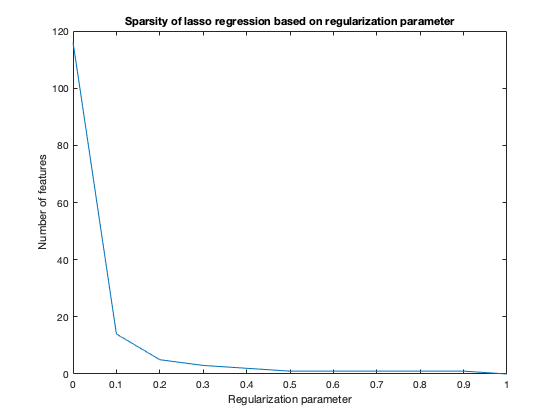 Sparsity of lasso regression based on regularization parameter
120
100
80
60
40
20
0
Number of features
0 0.1 0.2 0.3 0.4 0.5 0.6 0.7 0.8 0.9 1
Regularization parameter